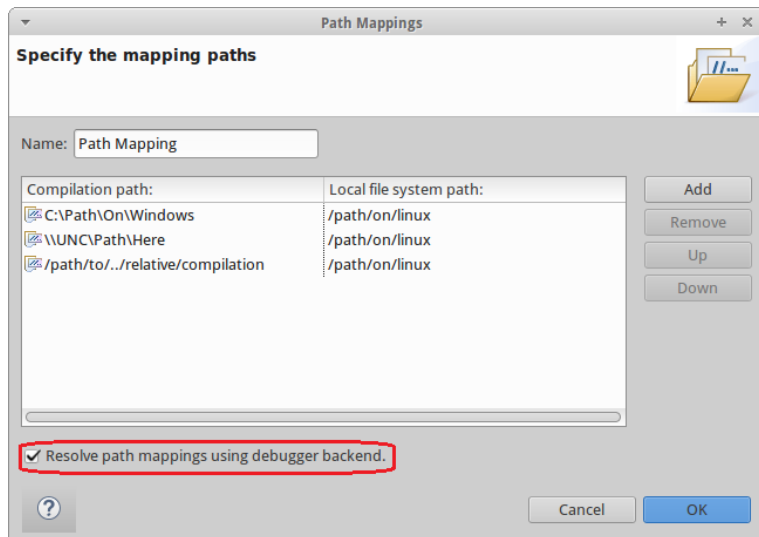 Path Mappings
Specify the mapping paths
Name: Path Mapping
Compilation path: Local file system path:
C:\Path\On\Windows /path/on/linux
\\UNC\Path\Here /path/on/linux
/path/to/../relative/compilation /path/on/linux
Add
Remove
Up
Down
Resolve path mappings using debugger backend.
Cancel OK